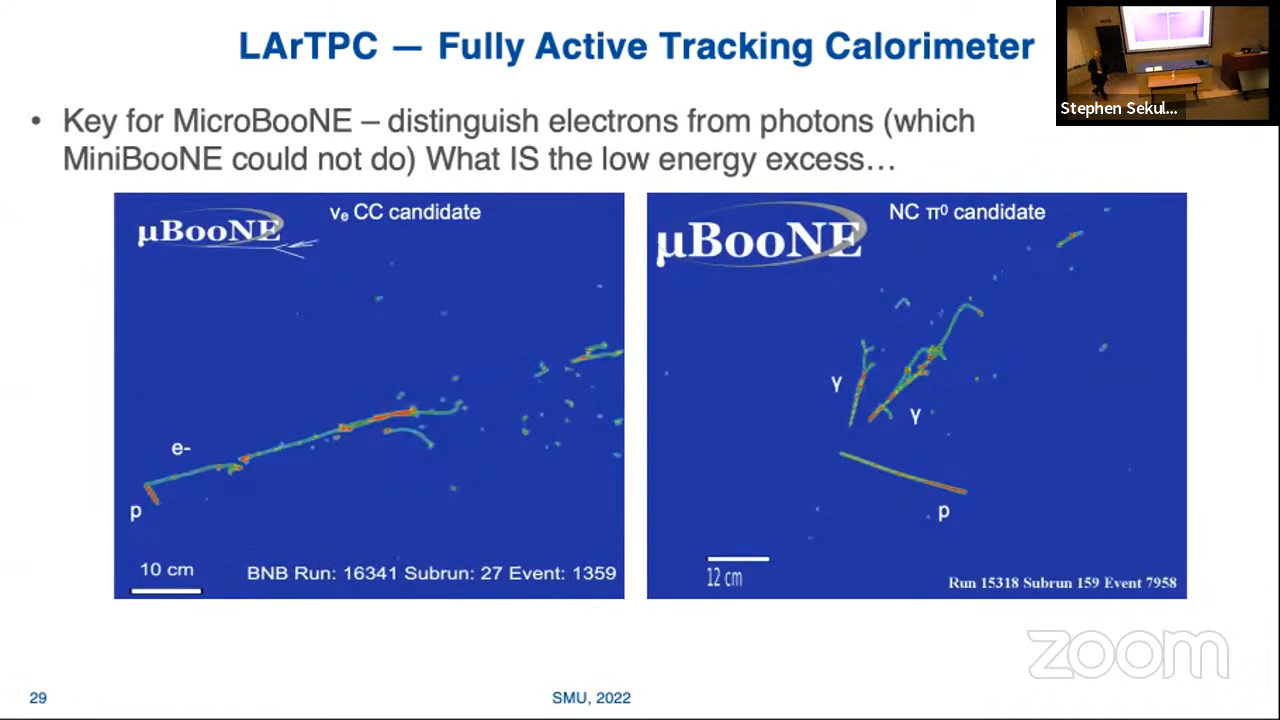 LArTPC — Fully Active Tracking Calorimeter
Stephen Sekul...
• Key for MicroBooNE – distinguish electrons from photons (which
MiniBooNE could not do) What IS the low energy excess…
μBooNE
νe CC candidate
e-
p
10 cm
BNB Run: 16341 Subrun: 27 Event: 1359
μBooNE
NC π⁰ candidate
γ
γ
p
12 cm
Run 15318 Subrun 159 Event 7958
zoom
29
SMU, 2022